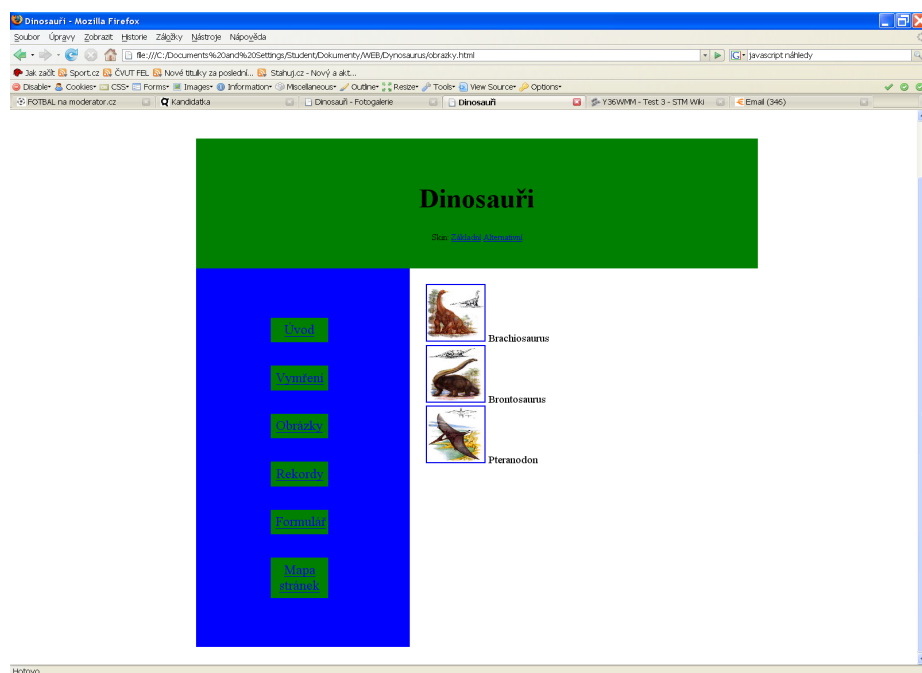 Dinosauři - Mozilla Firefox
Soubor Úpravy Zobrazit Historie Záložky Nástroje Nápověda
file:///C:/Documents%20and%20Settings/Student/Dokumenty/WEB/Dynosaurus/obrazky.html javascript náhledy
Jak začít Sport.cz ČVUT FEL Nové titulky za poslední... Stahuj.cz - Nový a akt...
Disable Cookies CSS Forms Images Information Miscellaneous Outline Resize Tools View Source Options
FOTBAL na moderator.cz Kandidatka Dinosauři - Fotogalerie Dinosauři Y36WMM - Test 3 - STM Wiki Email (346)
Dinosauři
Skin: Základní Alternativní
Úvod
Vymření
Obrázky
Rekordy
Formulář
Mapa
stránek
Brachiosaurus
Brontosaurus
Pteranodon
Hotovo